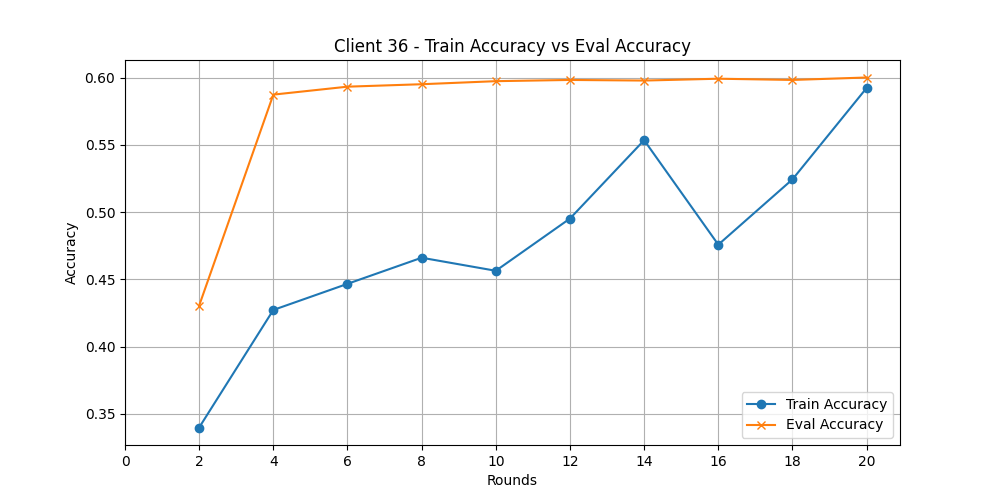 Client 36 - Train Accuracy vs Eval Accuracy
0.60
0.55
0.50
0.45
0.40
0.35
Accuracy
0 2 4 6 8 10 12 14 16 18 20
Rounds
Train Accuracy
Eval Accuracy